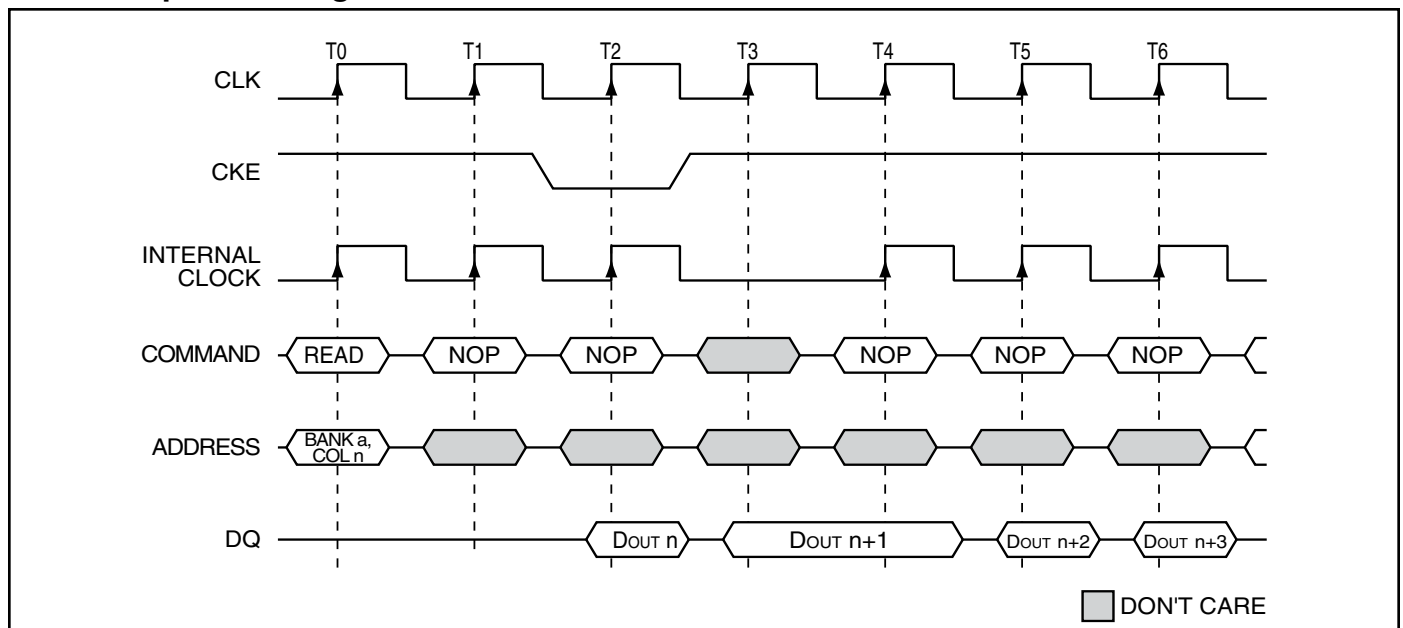 T0 T1 T2 T3 T4 T5 T6
CLK
CKE
INTERNAL
CLOCK
COMMAND READ NOP NOP NOP NOP NOP
ADDRESS BANK a,
COL n
DQ DOUT n DOUT n+1 DOUT n+2 DOUT n+3
DON'T CARE